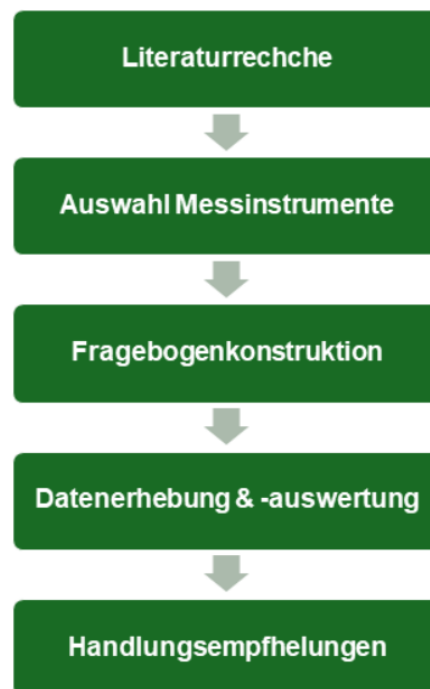 Literaturrechche
Auswahl Messinstrumente
Fragebogenkonstruktion
Datenerhebung & -auswertung
Handlungsempfhelungen